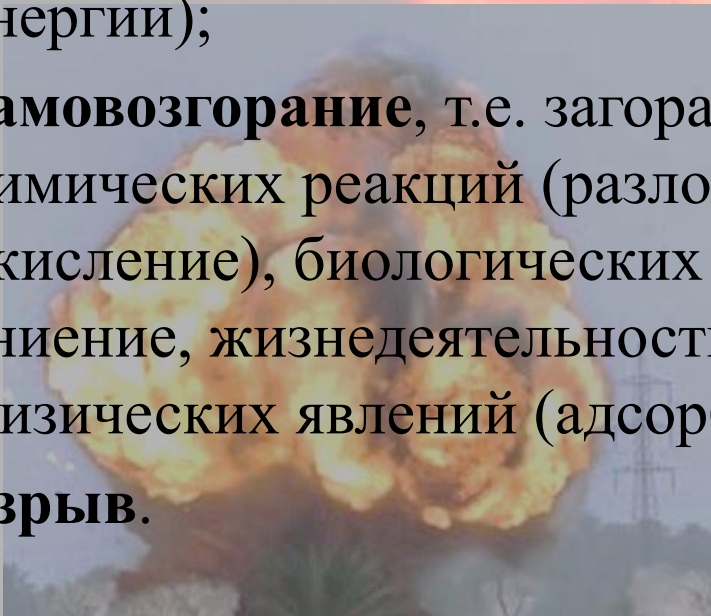 нергии);
амовозгорание, т.е. загора
имических реакций (разло
кисление), биологических
ниение, жизнедеятельност
изических явлений (адсор
зрыв.